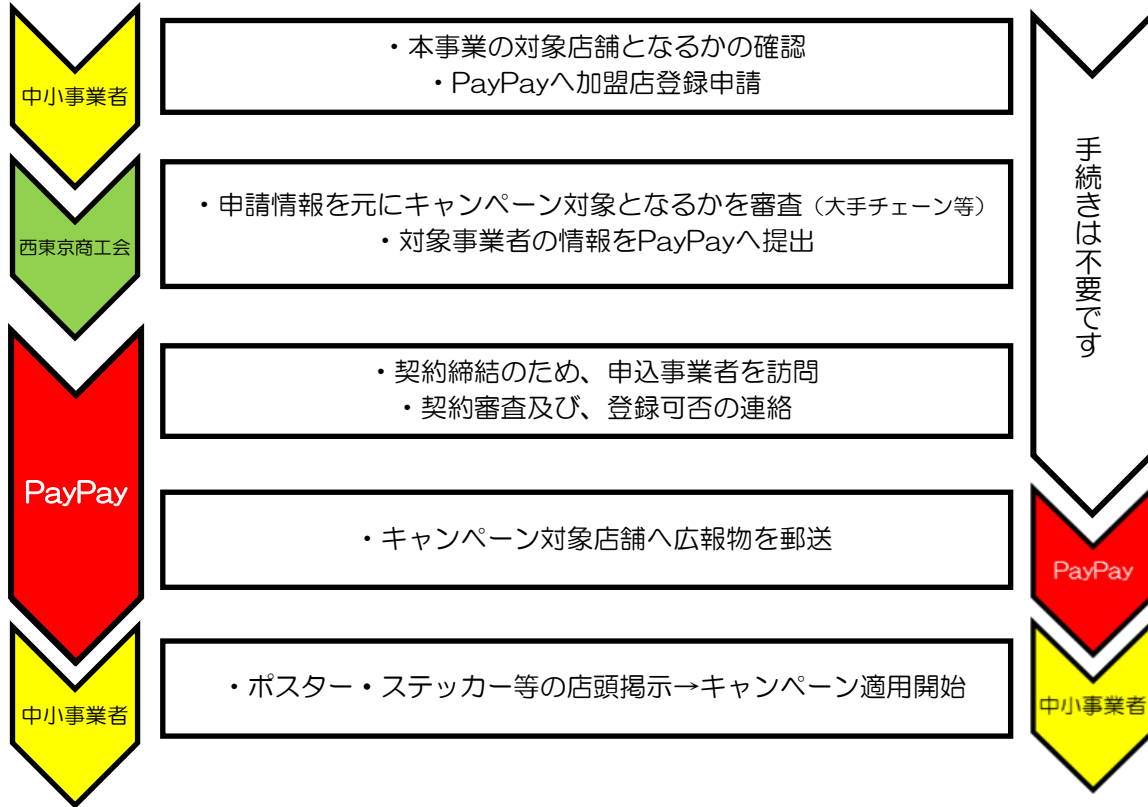 中小事業者
・本事業の対象店舗となるかの確認
・PayPayへ加盟店登録申請
西東京商工会
・申請情報を元にキャンペーン対象となるかを審査（大手チェーン等）
・対象事業者の情報をPayPayへ提出
手続きは不要です
PayPay
・契約締結のため、申込事業者を訪問
・契約審査及び、登録可否の連絡
・キャンペーン対象店舗へ広報物を郵送
PayPay
中小事業者
・ポスター・ステッカー等の店頭掲示→キャンペーン適用開始
中小事業者